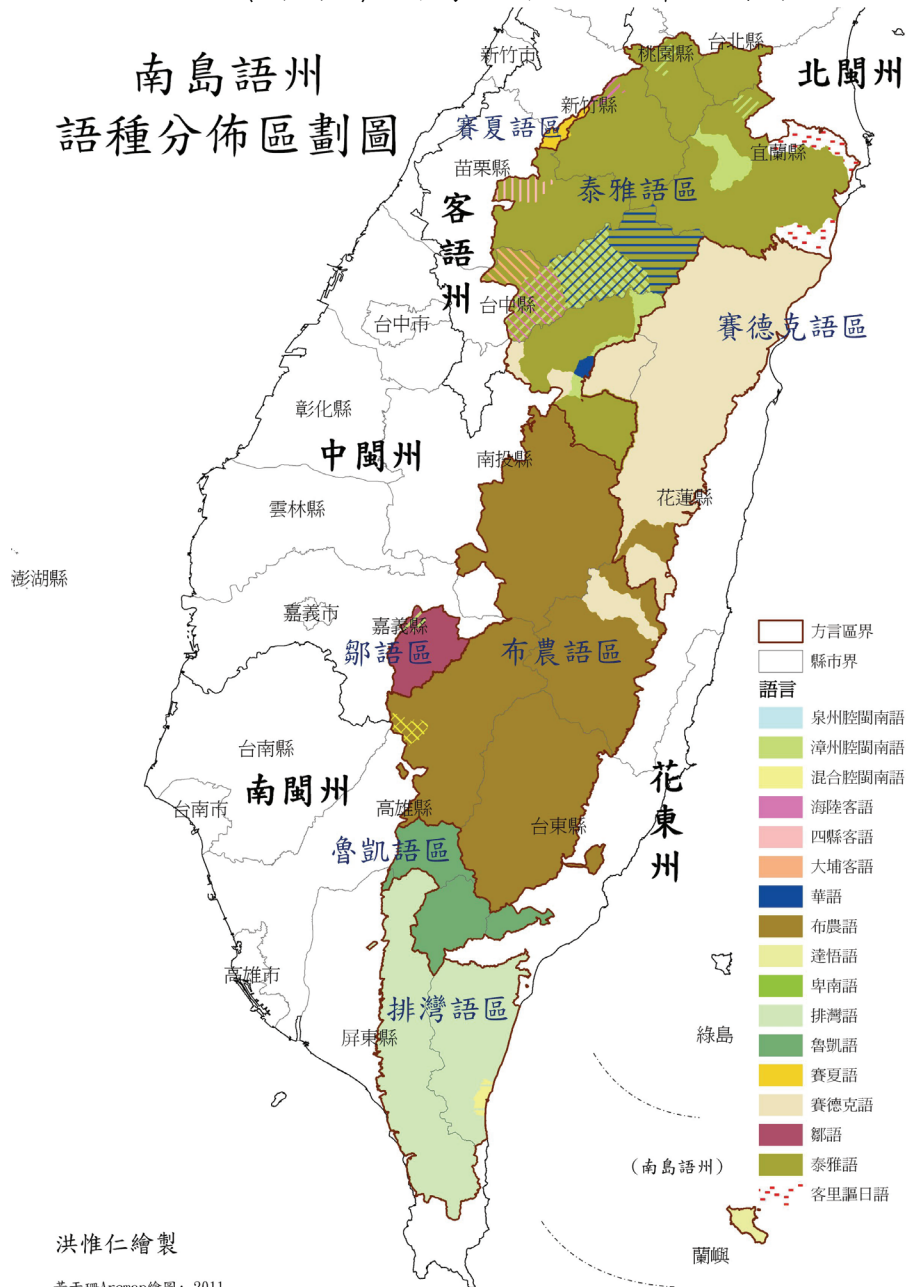 南島語州
語種分佈區劃圖
台北縣
桃園縣
新竹市
北閩州
新竹縣
賽夏語區
宜蘭縣
苗栗縣
泰雅語區
客語州
台中縣
台中市
賽德克語區
彰化縣
中閩州
南投縣
花蓮縣
雲林縣
澎湖縣
嘉義市
嘉義縣
鄒語區
布農語區
台南縣
南閩州
台南市
高雄縣
花東州
台東縣
魯凱語區
高雄市
排灣語區
屏東縣
綠島
(南島語州)
蘭嶼
方言區界
縣市界
語言
泉州腔閩南語
漳州腔閩南語
混合腔閩南語
海陸客語
四縣客語
大埔客語
華語
布農語
達悟語
卑南語
排灣語
魯凱語
賽夏語
賽德克語
鄒語
泰雅語
客里謳日語
洪惟仁繪製